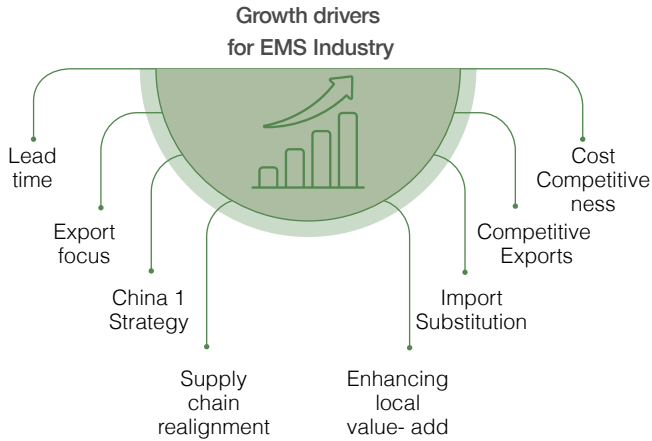 Growth drivers
for EMS Industry
Lead
time
Export
focus
China 1
Strategy
Supply
chain
realignment
Enhancing
local
value- add
Import
Substitution
Competitive
Exports
Cost
Competitive
ness